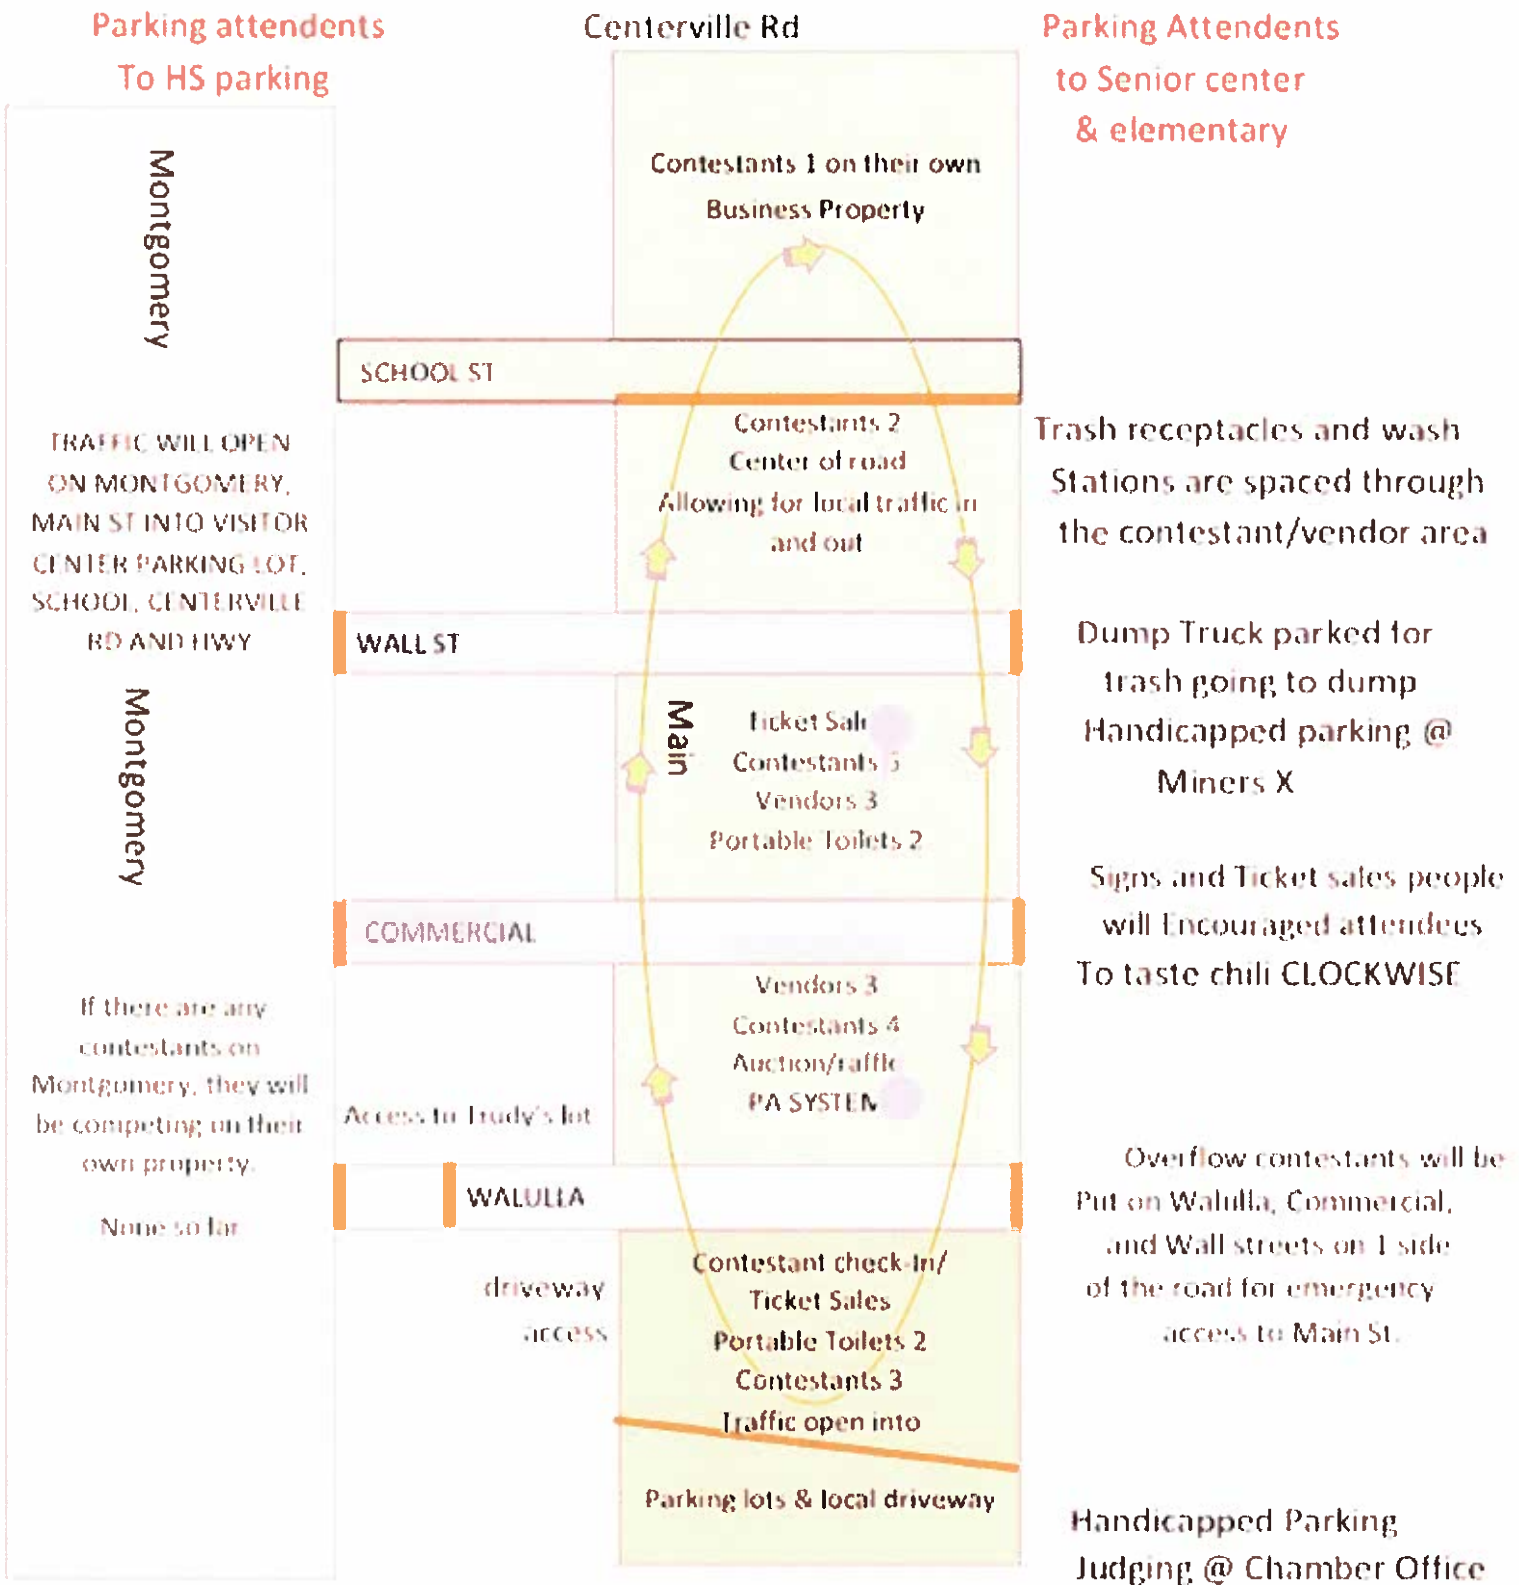 Parking attendents
To HS parking
Centerville Rd
Parking Attendents
to Senior center
& elementary
Montgomery
Contestants 1 on their own
Business Property
SCHOOL ST
TRAFFIC WILL OPEN
ON MONTGOMERY,
MAIN ST INTO VISITOR
CENTER PARKING LOT,
SCHOOL, CENTERVILLE
RD AND HWY
Contestants 2
Center of road
Allowing for local traffic in
and out
Trash receptacles and wash
Stations are spaced through
the contestant/vendor area
WALL ST
Dump Truck parked for
trash going to dump
Handicapped parking @
Miners X
Montgomery
Main
Ticket Sale
Contestants 5
Vendors 3
Portable Toilets 2
Signs and Ticket sales people
will Encouraged attendees
To taste chili CLOCKWISE
COMMERCIAL
If there are any
contestants on
Montgomery, they will
be competing on their
own property.
None so far
Vendors 3
Contestants 4
Auction/raffle
PA SYSTEM
Access to Trudy's lot
WALULLA
Overflow contestants will be
Put on Walulla, Commercial,
and Wall streets on 1 side
of the road for emergency
access to Main St.
driveway
access
Contestant check-In/
Ticket Sales
Portable Toilets 2
Contestants 3
Traffic open into
Parking lots & local driveway
Handicapped Parking
Judging @ Chamber Office